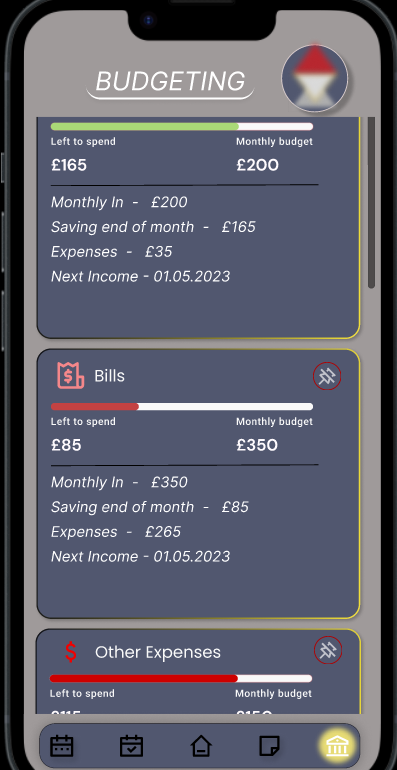 BUDGETING
Left to spend Monthly budget
£165 £200
Monthly In - £200
Saving end of month - £165
Expenses - £35
Next Income - 01.05.2023
Bills
Left to spend Monthly budget
£85 £350
Monthly In - £350
Saving end of month - £85
Expenses - £265
Next Income - 01.05.2023
Other Expenses
Left to spend Monthly budget
£115 £150